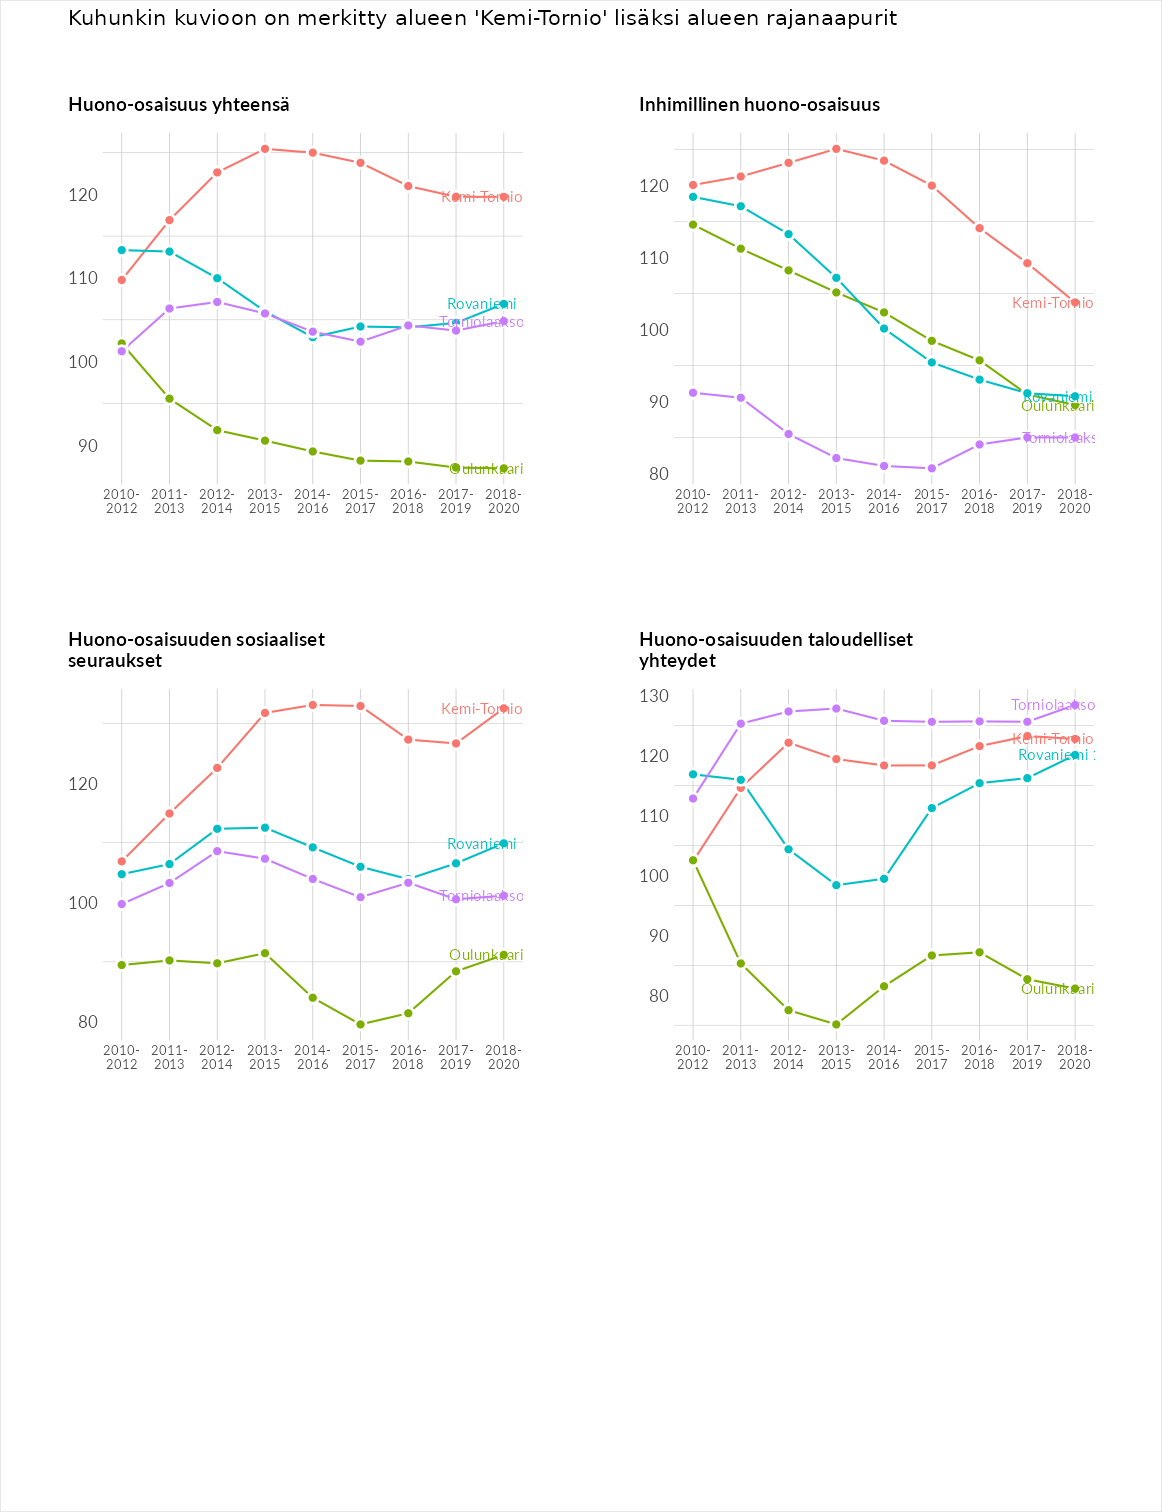 Kuhunkin kuvioon on merkitty alueen 'Kemi-Tornio' lisäksi alueen rajanaapurit
Huono-osaisuus yhteensä
120
110
100
90
Kemi-Tornio
Rovaniemi
Torniolaakso
Oulunkaari
2010- 2011- 2012- 2013- 2014- 2015- 2016- 2017- 2018-
2012 2013 2014 2015 2016 2017 2018 2019 2020
Inhimillinen huono-osaisuus
120
110
100
90
80
Kemi-Tornio
Rovaniemi
Oulunkaari
Torniolaaks
2010- 2011- 2012- 2013- 2014- 2015- 2016- 2017- 2018-
2012 2013 2014 2015 2016 2017 2018 2019 2020
Huono-osaisuuden sosiaaliset
seuraukset
120
100
80
Kemi-Tornio
Rovaniemi
Torniolaakso
Oulunkaari
2010- 2011- 2012- 2013- 2014- 2015- 2016- 2017- 2018-
2012 2013 2014 2015 2016 2017 2018 2019 2020
Huono-osaisuuden taloudelliset
yhteydet
130
120
110
100
90
80
Torniolaakso
Kemi-Tornio
Rovaniemi
Oulunkaari
2010- 2011- 2012- 2013- 2014- 2015- 2016- 2017- 2018-
2012 2013 2014 2015 2016 2017 2018 2019 2020